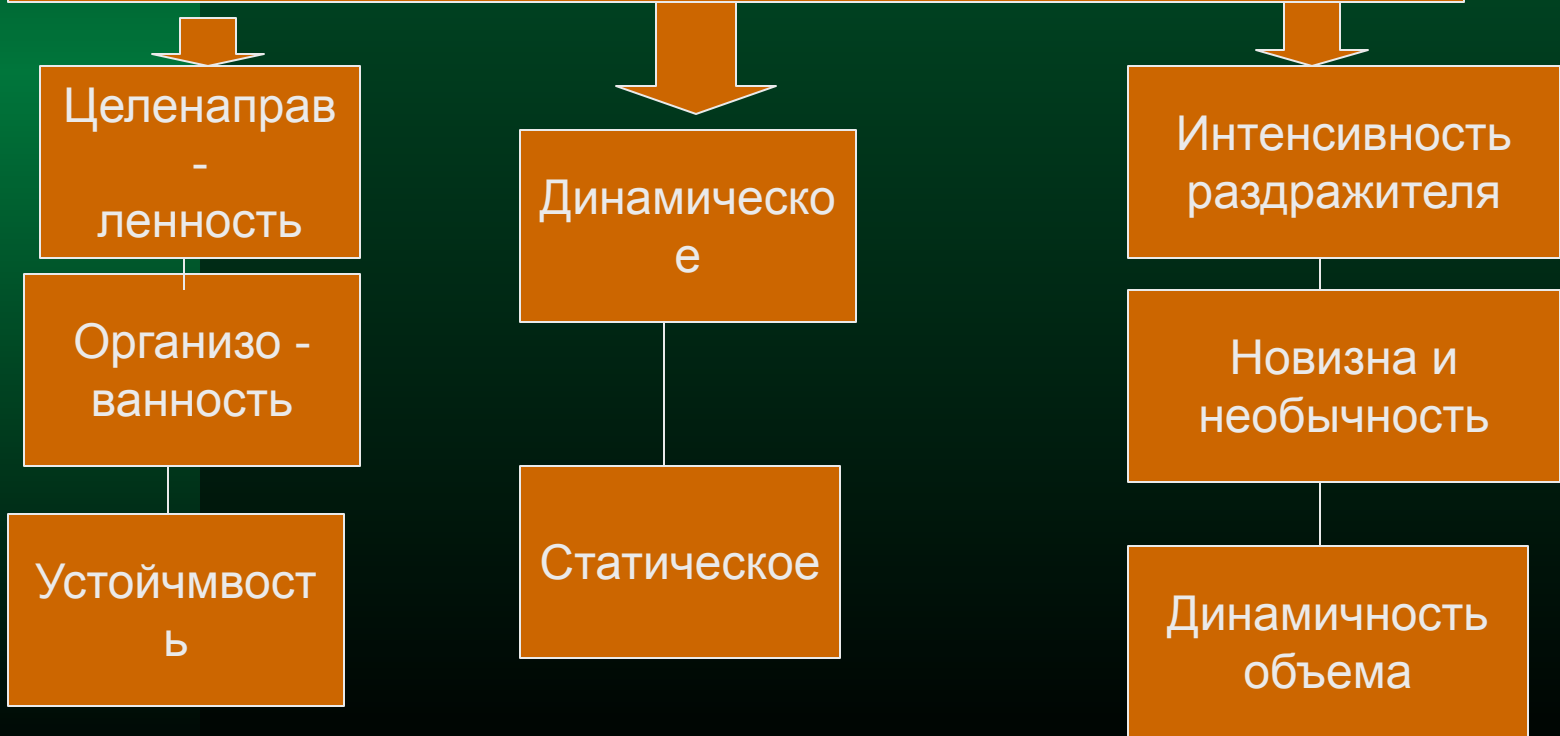 Целенаправ
-
ленность
Организо -
ванность
Устойчмвост
ь
Динамическо
е
Статическое
Интенсивность
раздражителя
Новизна и
необычность
Динамичность
объема